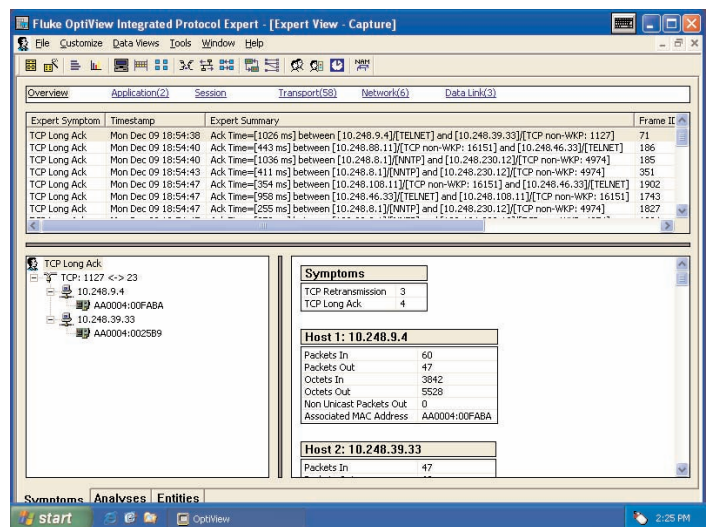 Fluke OptiView Integrated Protocol Expert - [Expert View - Capture]
File Customize Data Views Tools Window Help
NAM
Overview Application(2) Session Transport(58) Network(6) Data Link(3)
Expert Symptom Timestamp Expert Summary Frame ID
TCP Long Ack Mon Dec 09 18:54:38 Ack Time=[1026 ms] between [10.248.9.4]/[TELNET] and [10.248.39.33]/[TCP non-WKP: 1127] 71
TCP Long Ack Mon Dec 09 18:54:40 Ack Time=[443 ms] between [10.248.88.11]/[TCP non-WKP: 16151] and [10.248.46.33]/[TELNET] 186
TCP Long Ack Mon Dec 09 18:54:40 Ack Time=[1036 ms] between [10.248.8.1]/[NNTP] and [10.248.230.12]/[TCP non-WKP: 4974] 185
TCP Long Ack Mon Dec 09 18:54:43 Ack Time=[411 ms] between [10.248.8.1]/[NNTP] and [10.248.230.12]/[TCP non-WKP: 4974] 351
TCP Long Ack Mon Dec 09 18:54:47 Ack Time=[354 ms] between [10.248.108.11]/[TCP non-WKP: 16151] and [10.248.46.33]/[TELNET] 1902
TCP Long Ack Mon Dec 09 18:54:47 Ack Time=[958 ms] between [10.248.46.33]/[TELNET] and [10.248.108.11]/[TCP non-WKP: 16151] 1743
TCP Long Ack Mon Dec 09 18:54:47 Ack Time=[255 ms] between [10.248.8.1]/[NNTP] and [10.248.230.12]/[TCP non-WKP: 4974] 1827
TCP Long Ack
TCP: 1127 <-> 23
10.248.9.4
AA0004:00FABA
10.248.39.33
AA0004:0025B9
Symptoms
TCP Retransmission 3
TCP Long Ack 4
Host 1: 10.248.9.4
Packets In 60
Packets Out 47
Octets In 3842
Octets Out 5528
Non Unicast Packets Out 0
Associated MAC Address AA0004:00FABA
Host 2: 10.248.39.33
Packets In 47
Symptoms Analyses Entities
start OptiView 2:25 PM